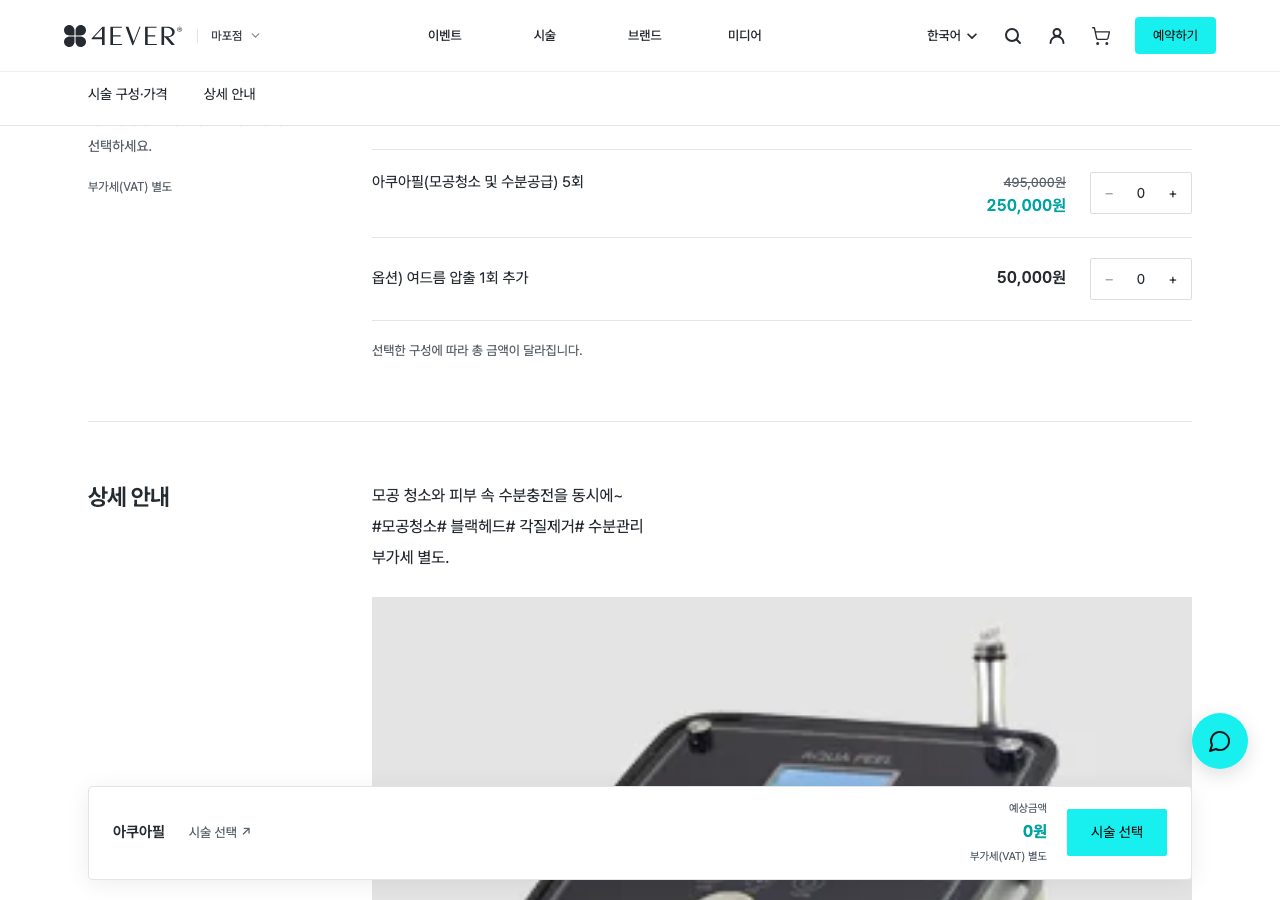 4EVER®
마포점
이벤트
시술
브랜드
미디어
한국어
예약하기
시술 구성·가격
상세 안내
선택하세요.
부가세(VAT) 별도
아쿠아필(모공청소 및 수분공급) 5회
495,000원
250,000원
− 0 +
옵션) 여드름 압출 1회 추가
50,000원
− 0 +
선택한 구성에 따라 총 금액이 달라집니다.
상세 안내
모공 청소와 피부 속 수분충전을 동시에~
#모공청소# 블랙헤드# 각질제거# 수분관리
부가세 별도.
AQUA PEEL
아쿠아필
시술 선택 ↗
예상금액
0원
부가세(VAT) 별도
시술 선택